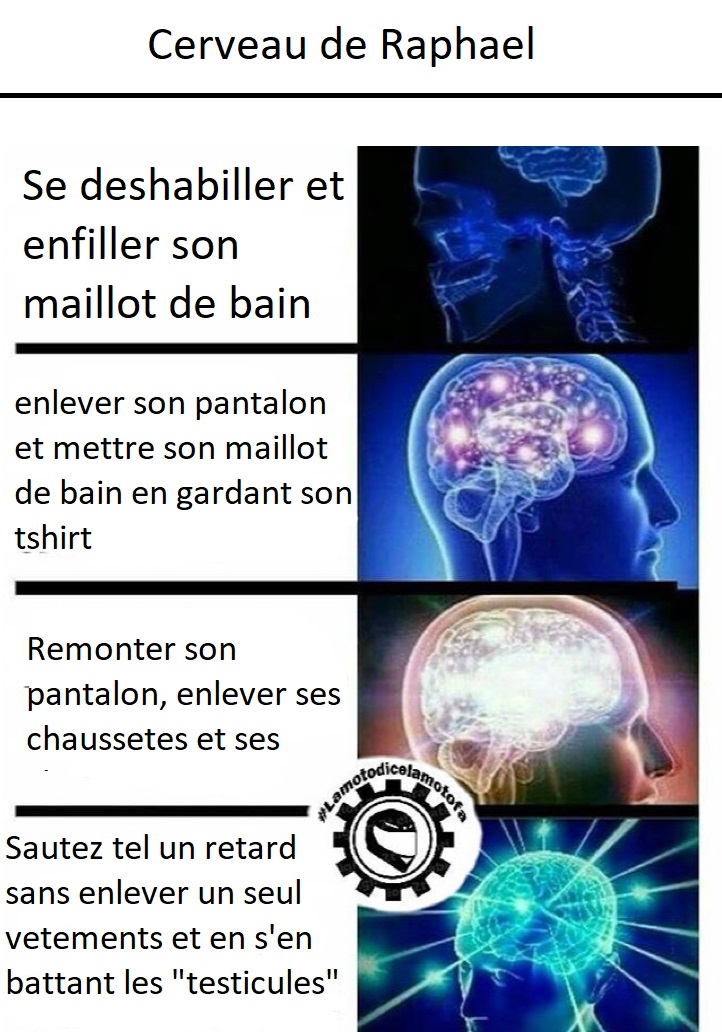 Cerveau de Raphael
Se deshabiller et
enfiller son
maillot de bain
enlever son pantalon
et mettre son maillot
de bain en gardant son
tshirt
Remonter son
pantalon, enlever ses
chaussetes et ses
#Lamotodicelamotofa
Sautez tel un retard
sans enlever un seul
vetements et en s'en
battant les "testicules"